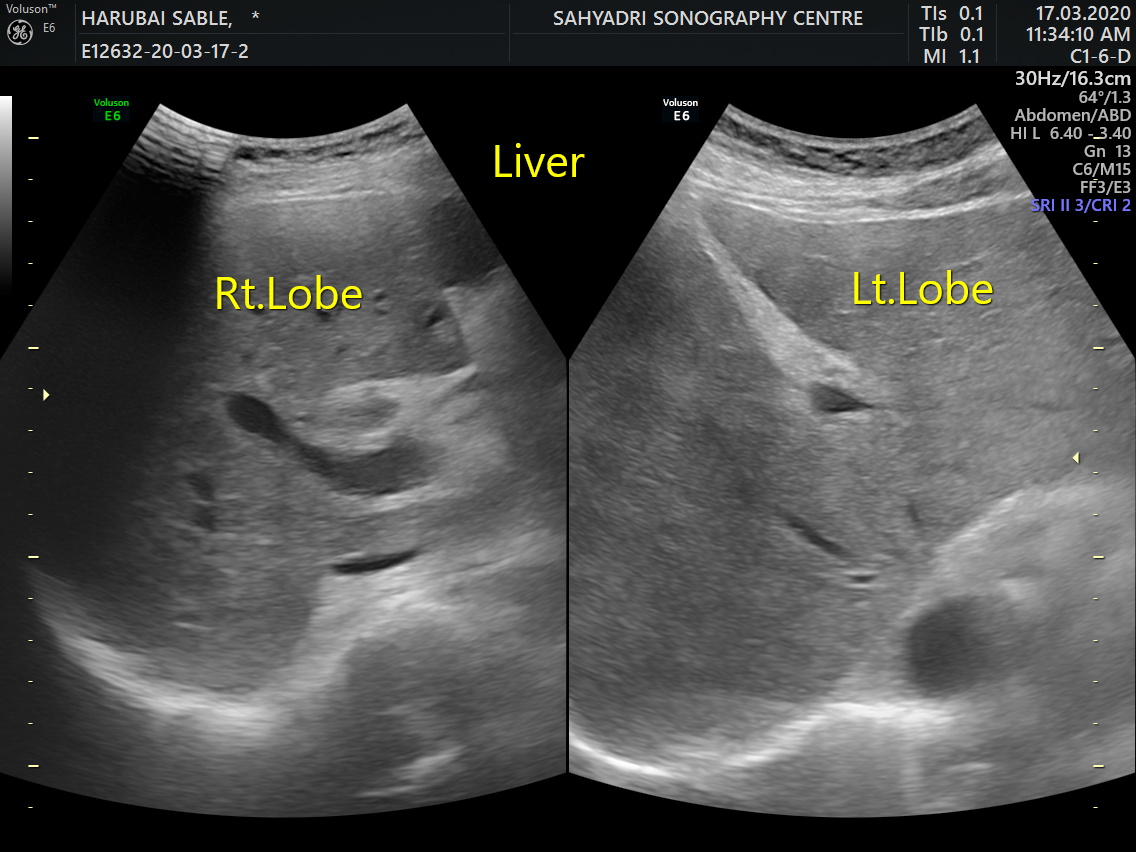 Voluson™
E6
HARUBAI SABLE, *
E12632-20-03-17-2
SAHYADRI SONOGRAPHY CENTRE
TIs 0.1
TIb 0.1
MI 1.1
17.03.2020
11:34:10 AM
C1-6-D
30Hz/16.3cm
64°/1.3
Abdomen/ABD
HI L 6.40 - 3.40
Gn 13
C6/M15
FF3/E3
SRI II 3/CRI 2
Voluson
E6
Voluson
E6
Liver
Rt.Lobe
Lt.Lobe